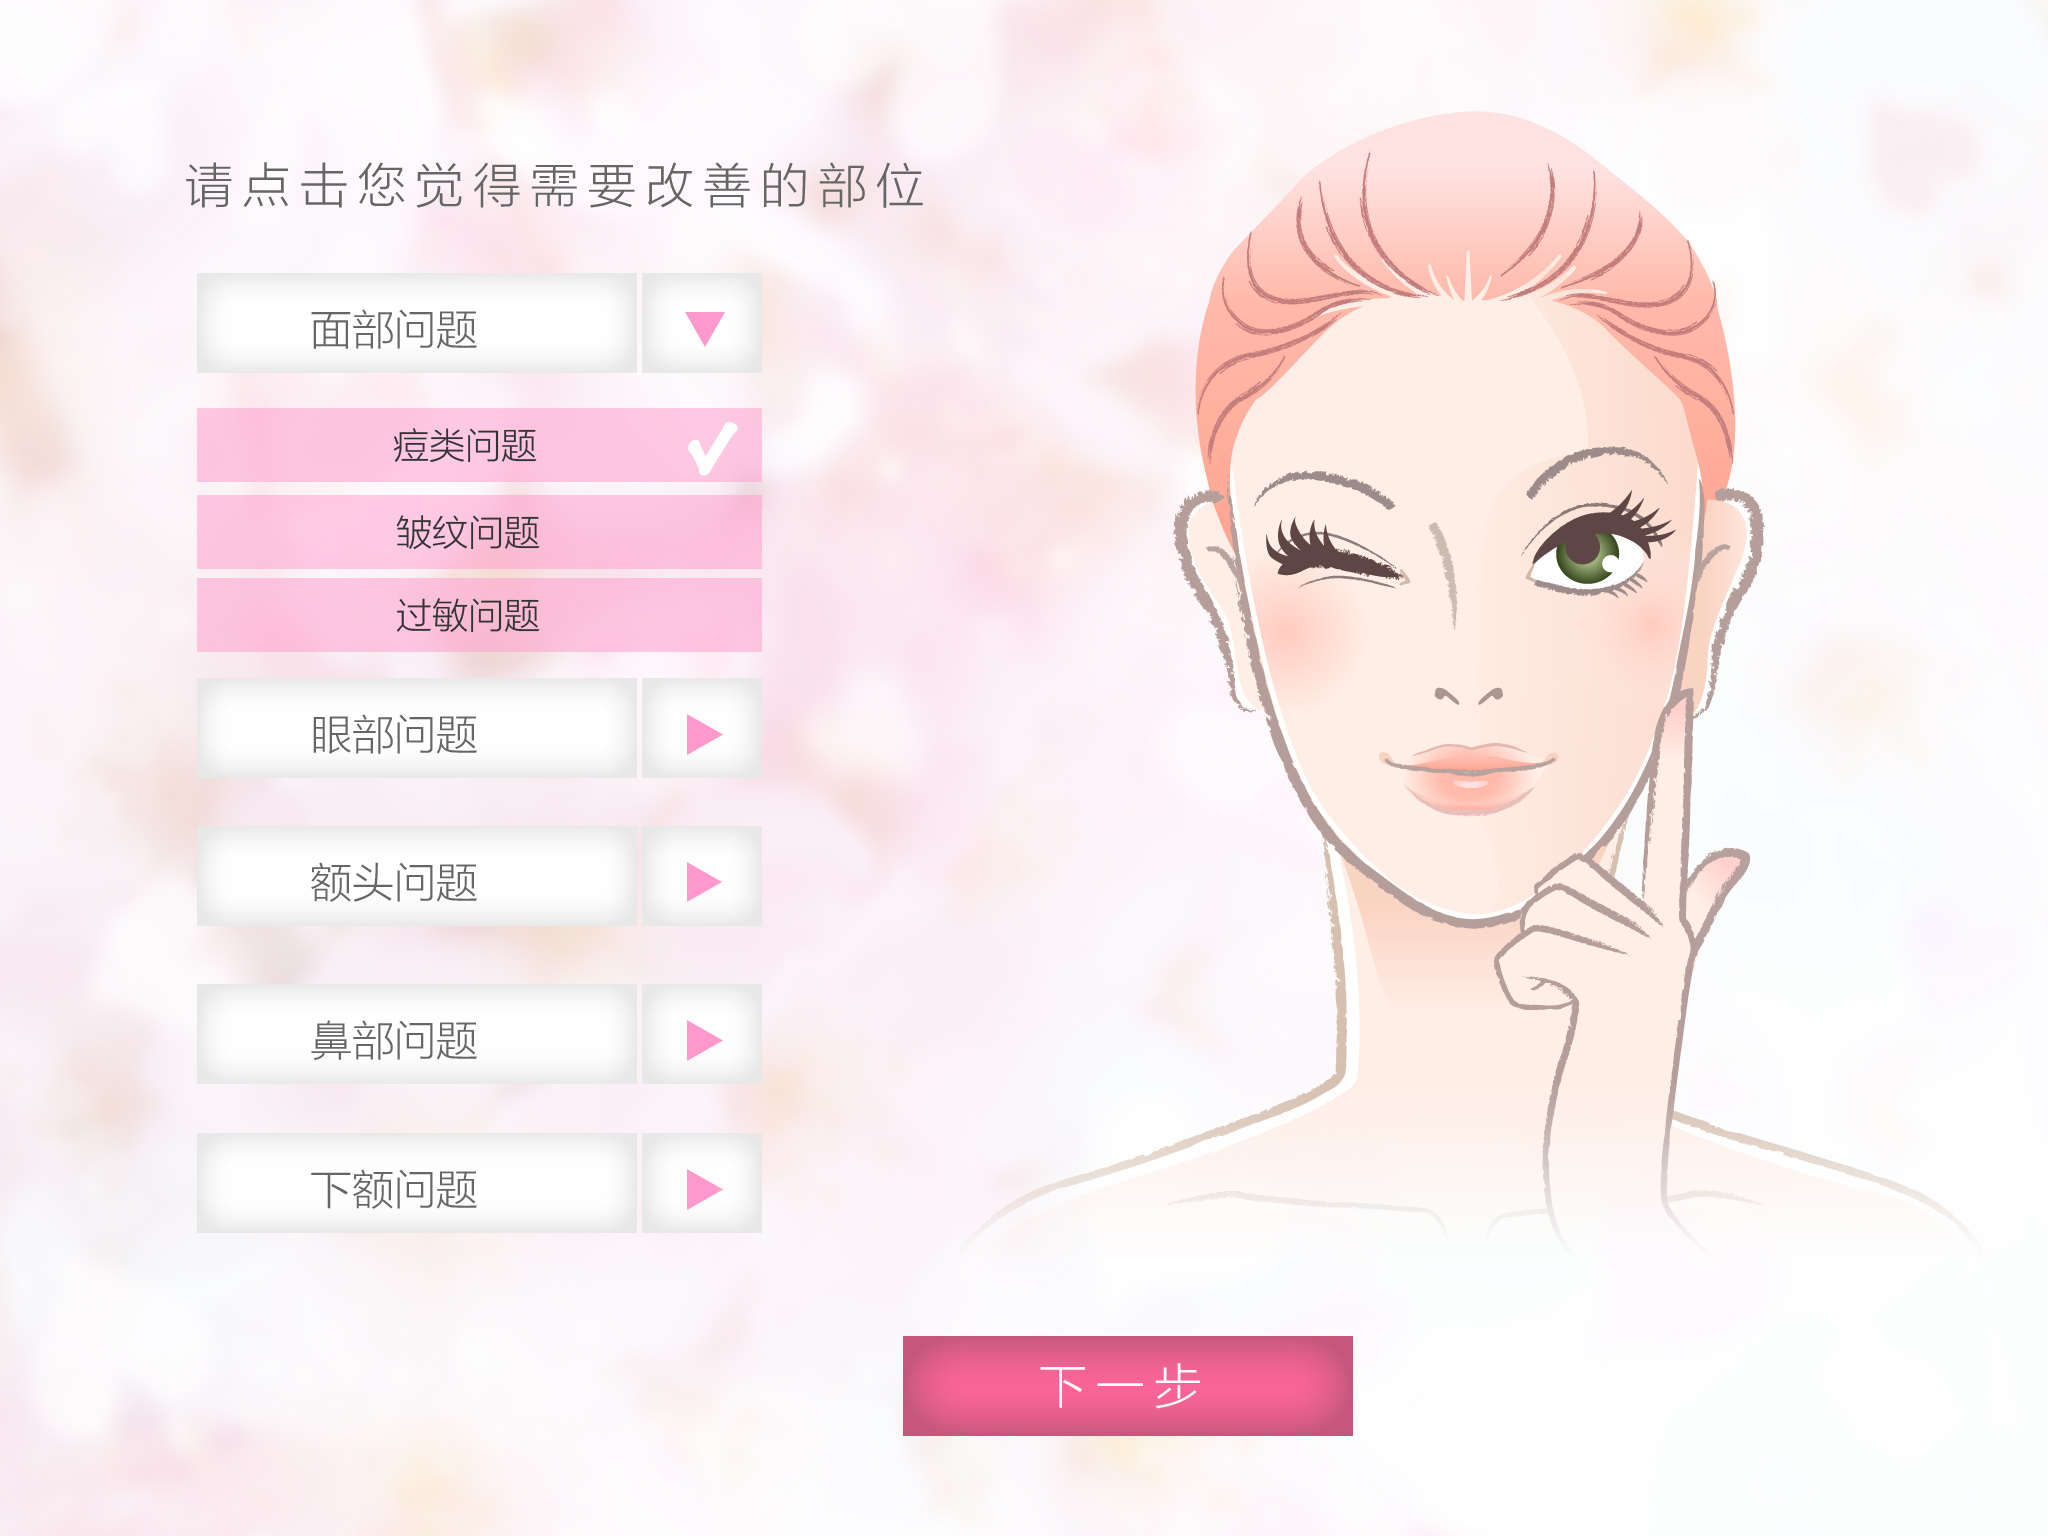 请点击您觉得需要改善的部位
面部问题
痘类问题
皱纹问题
过敏问题
眼部问题
额头问题
鼻部问题
下额问题
下一步